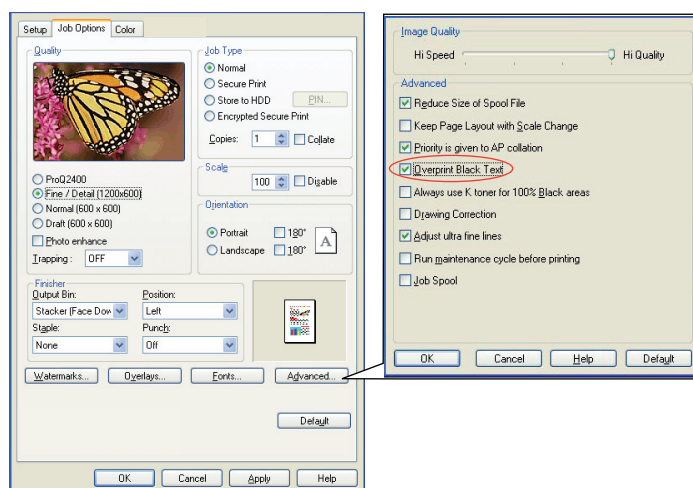 Setup Job Options Color
Quality
ProQ2400
Fine / Detail (1200x600)
Normal (600 x 600)
Draft (600 x 600)
Photo enhance
Trapping : OFF
Job Type
Normal
Secure Print
Store to HDD PIN...
Encrypted Secure Print
Copies: 1 Collate
Scale
100 Disable
Orientation
Portrait 180°
Landscape 180°
A
Finisher
Output Bin: Position:
Stacker (Face Dow Left
Staple: Punch:
None Off
Watermarks... Overlays... Fonts... Advanced...
Default
OK Cancel Apply Help
Image Quality
Hi Speed Hi Quality
Advanced
Reduce Size of Spool File
Keep Page Layout with Scale Change
Priority is given to AP collation
Overprint Black Text
Always use K toner for 100% Black areas
Drawing Correction
Adjust ultra fine lines
Run maintenance cycle before printing
Job Spool
OK Cancel Help Default